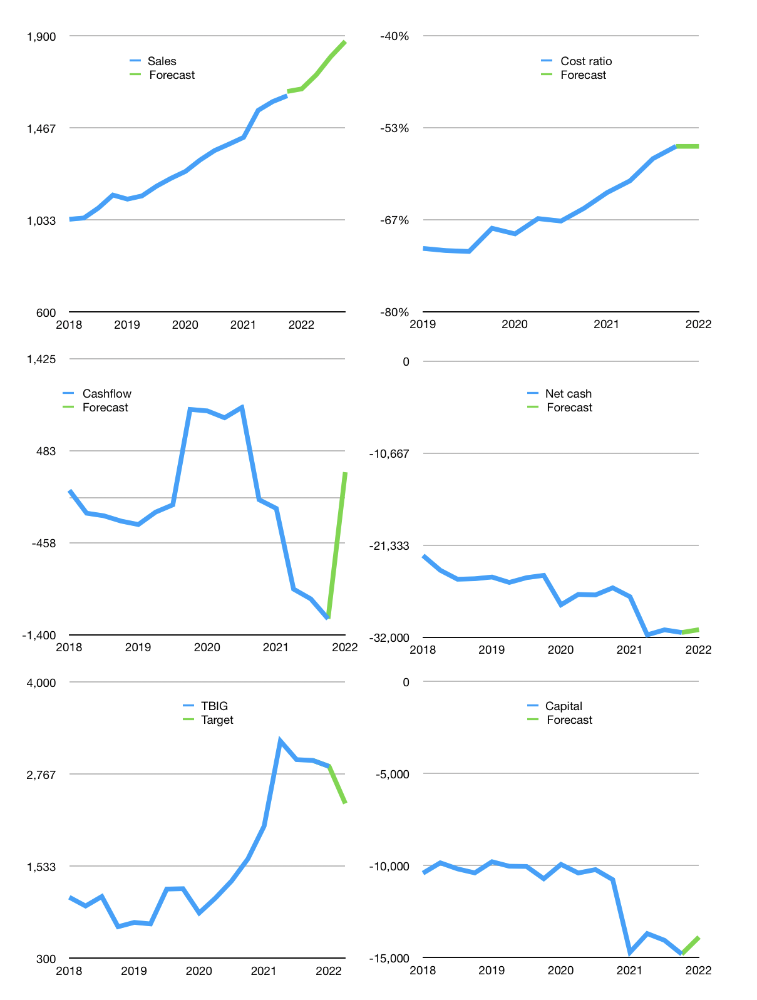 1,900
Sales
Forecast
1,467
1,033
600
2018 2019 2020 2021 2022
-40%
Cost ratio
Forecast
-53%
-67%
-80%
2019 2020 2021 2022
1,425
Cashflow
Forecast
483
-458
-1,400
2018 2019 2020 2021 2022
0
Net cash
Forecast
-10,667
-21,333
-32,000
2018 2019 2020 2021 2022
4,000
TBIG
Target
2,767
1,533
300
2018 2019 2020 2021 2022
0
Capital
Forecast
-5,000
-10,000
-15,000
2018 2019 2020 2021 2022